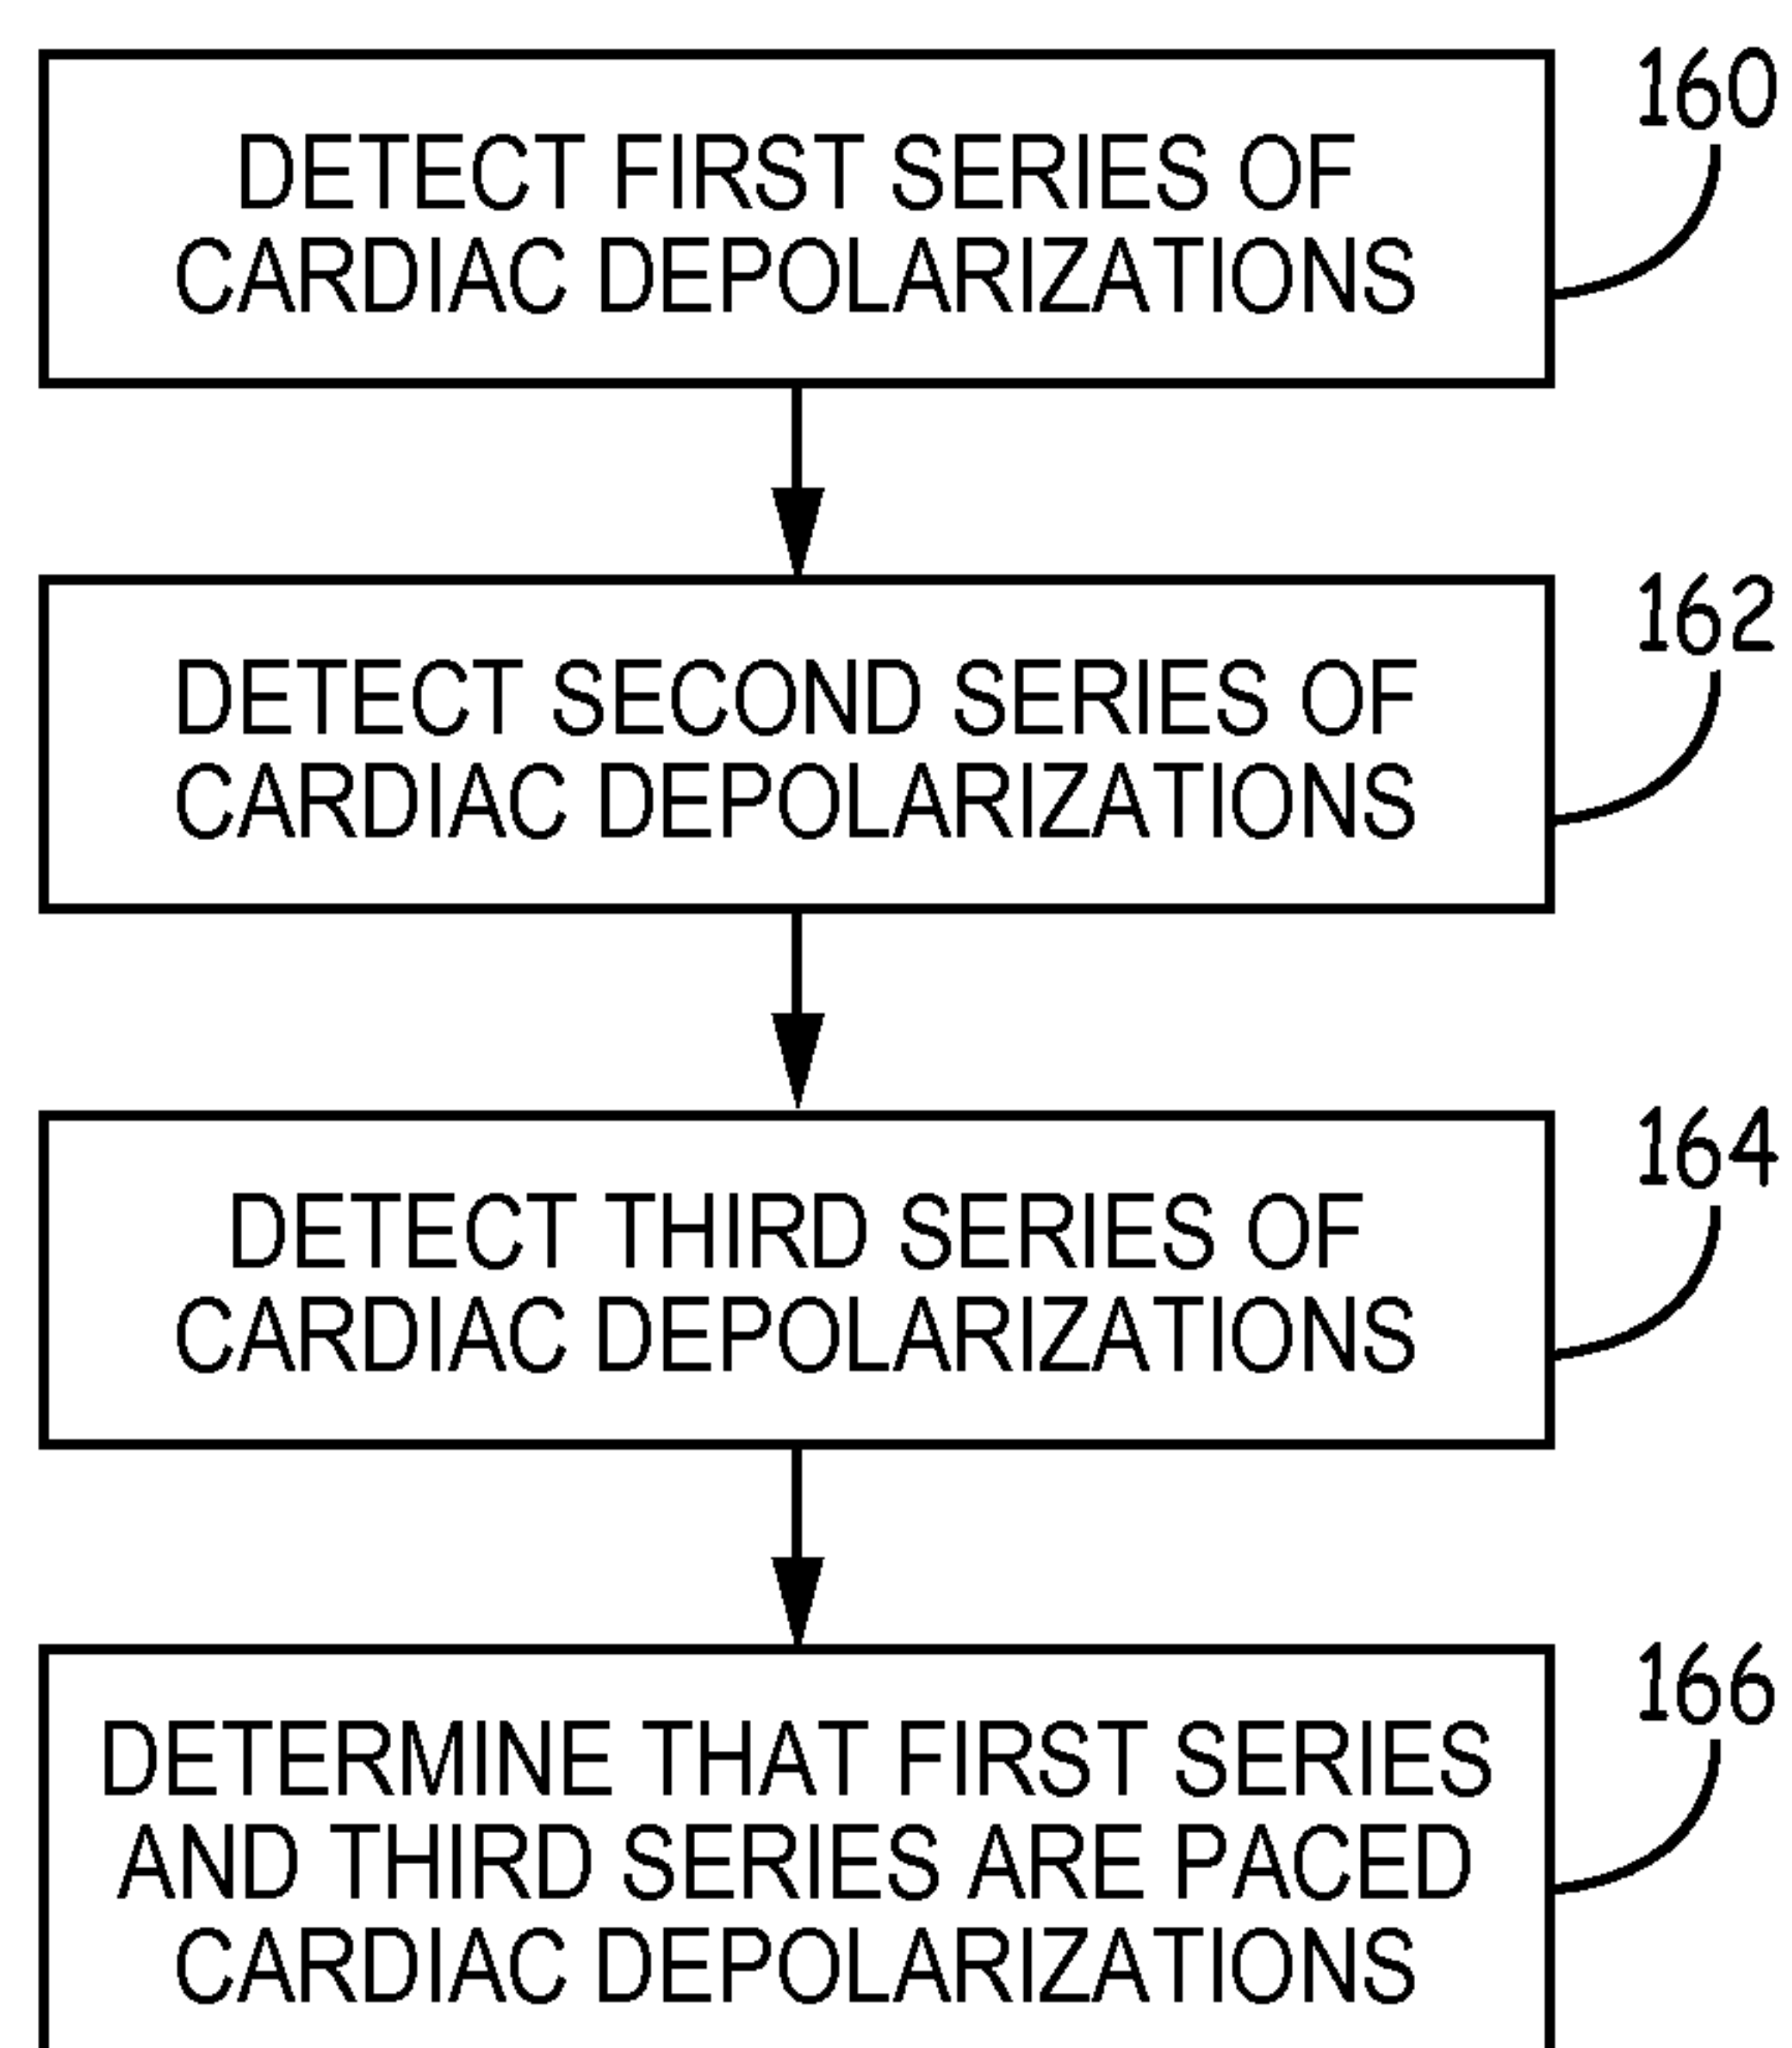 160
DETECT FIRST SERIES OF
CARDIAC DEPOLARIZATIONS
162
DETECT SECOND SERIES OF
CARDIAC DEPOLARIZATIONS
164
DETECT THIRD SERIES OF
CARDIAC DEPOLARIZATIONS
166
DETERMINE THAT FIRST SERIES
AND THIRD SERIES ARE PACED
CARDIAC DEPOLARIZATIONS